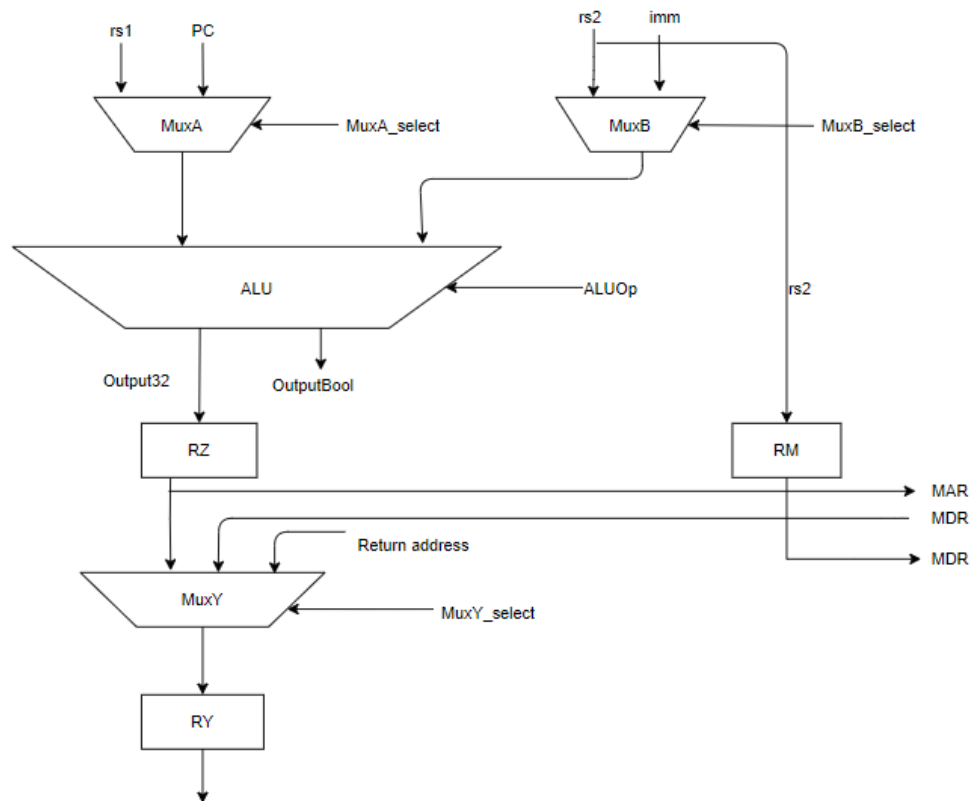 rs1
PC
rs2
imm
MuxA
MuxA_select
MuxB
MuxB_select
ALU
ALUOp
rs2
Output32
OutputBool
RZ
RM
MAR
MDR
Return address
MDR
MuxY
MuxY_select
RY